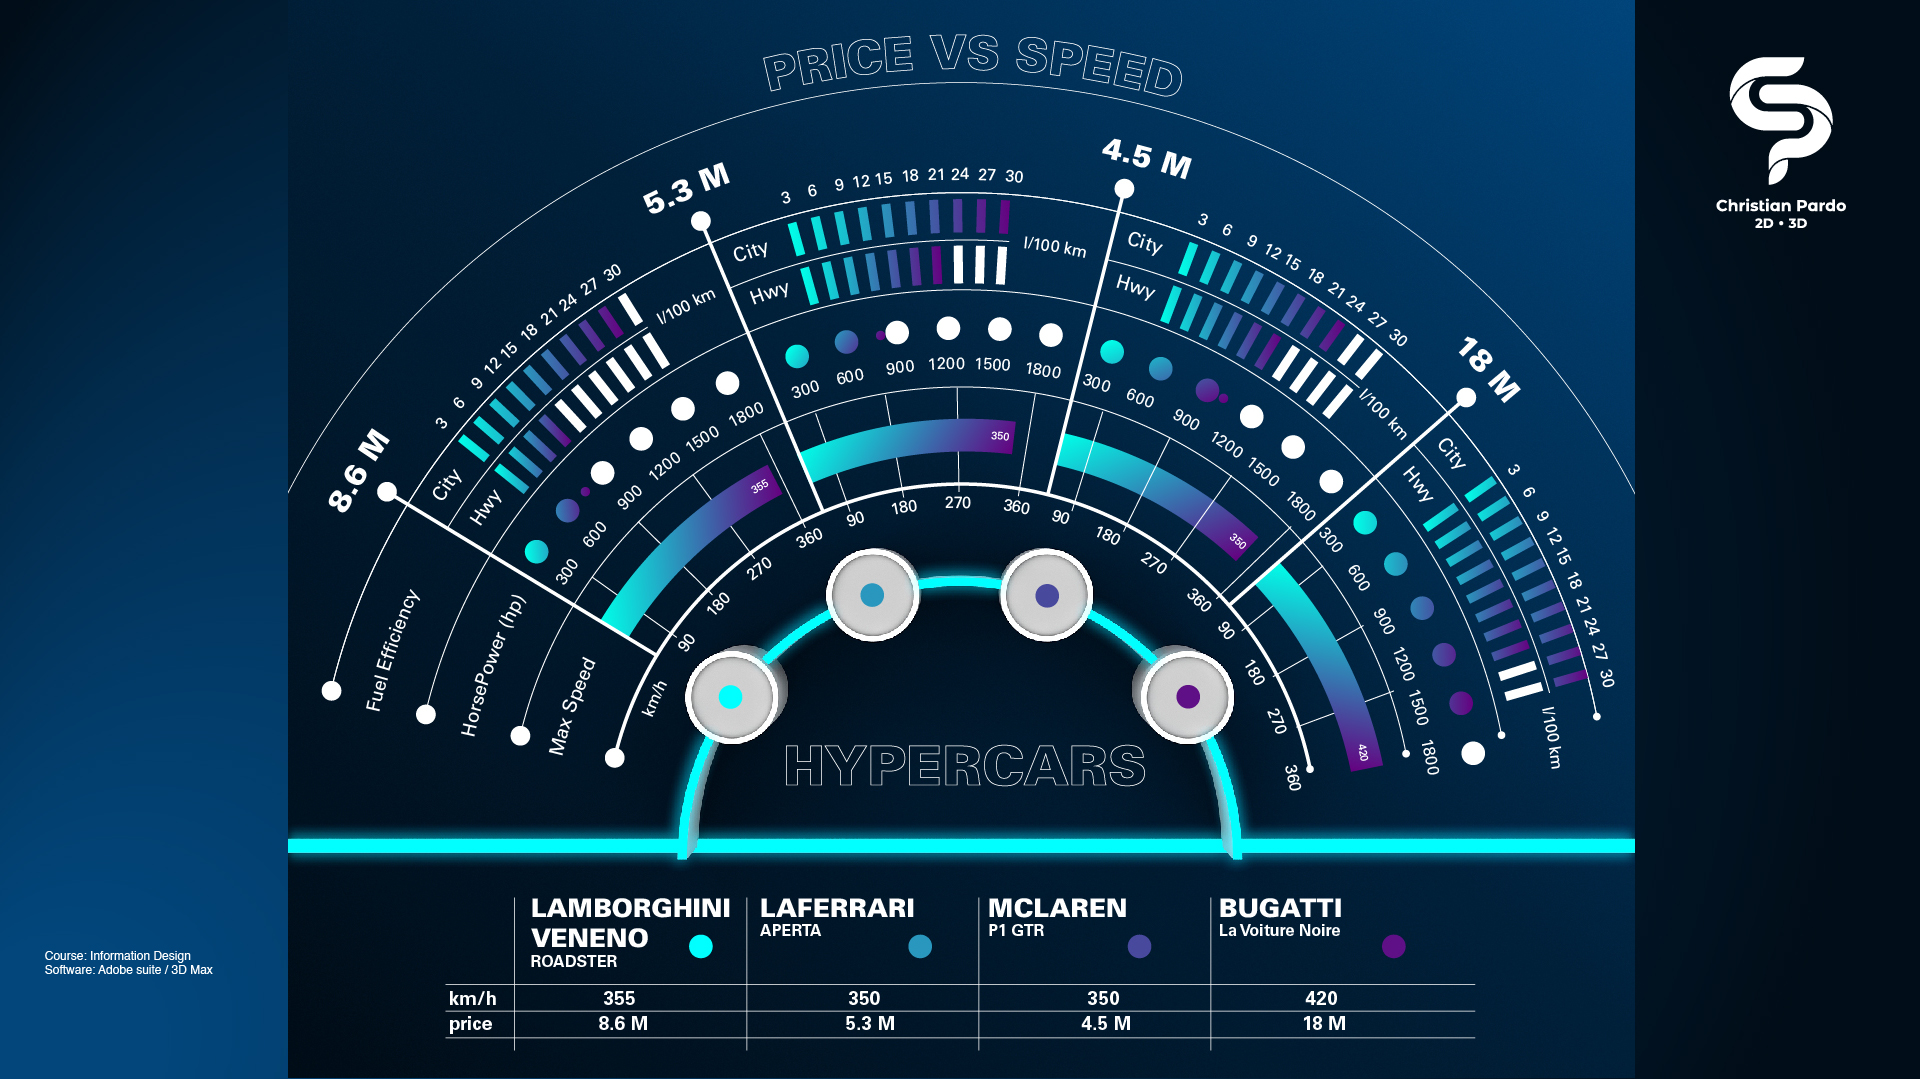 PRICE VS SPEED
Christian Pardo
2D • 3D
8.6 M
3 6 9 12 15 18 21 24 27 30
City
Hwy
l/100 km
300 600 900 1200 1500 1800
355
90 180 270 360
5.3 M
3 6 9 12 15 18 21 24 27 30
City
Hwy
l/100 km
300 600 900 1200 1500 1800
350
90 180 270 360
4.5 M
3 6 9 12 15 18 21 24 27 30
City
Hwy
l/100 km
300 600 900 1200 1500 1800
350
90 180 270 360
18 M
3 6 9 12 15 18 21 24 27 30
City
Hwy
l/100 km
300 600 900 1200 1500 1800
420
90 180 270 360
Fuel Efficiency
HorsePower (hp)
Max Speed
km/h
HYPERCARS
LAMBORGHINI
VENENO
ROADSTER
LAFERRARI
APERTA
MCLAREN
P1 GTR
BUGATTI
La Voiture Noire
km/h 355 350 350 420
price 8.6 M 5.3 M 4.5 M 18 M
Course: Information Design
Software: Adobe suite / 3D Max